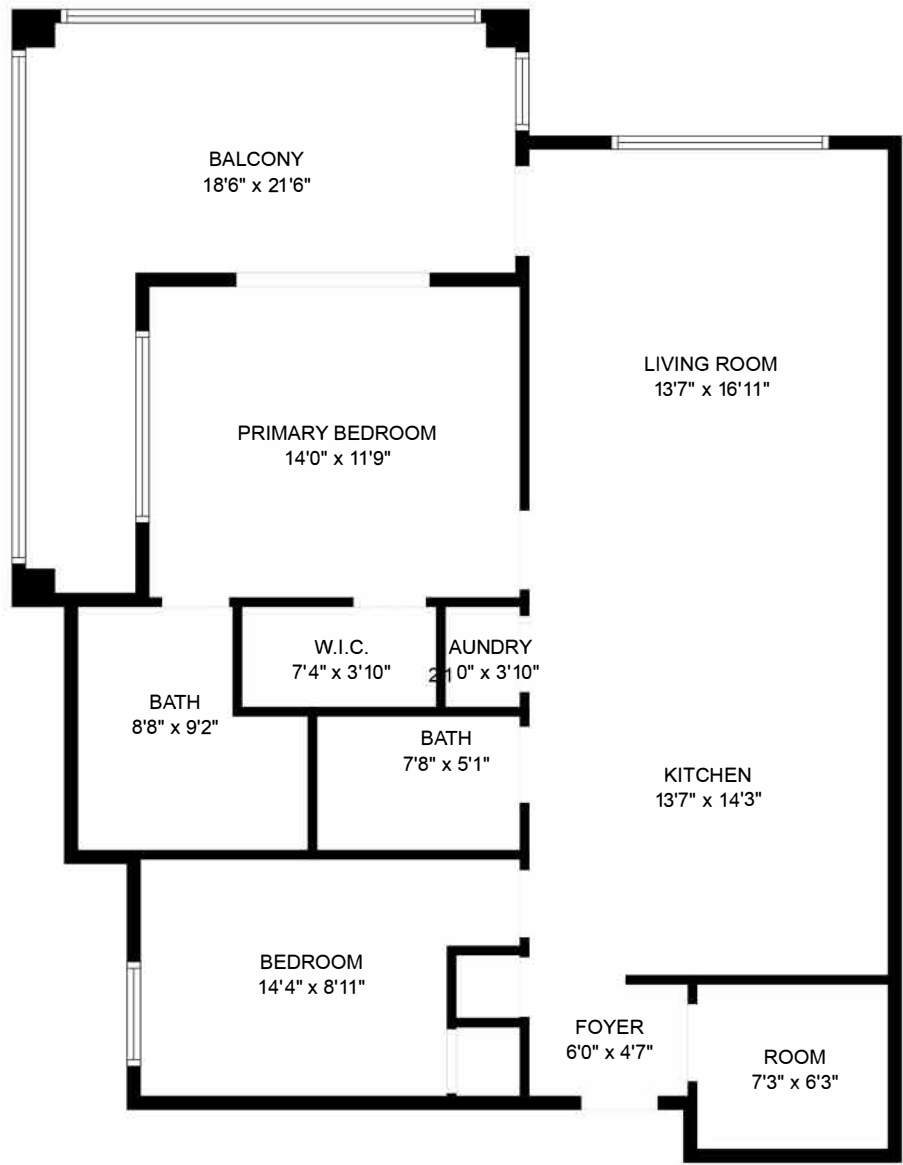 BALCONY
18'6" x 21'6"
LIVING ROOM
13'7" x 16'11"
PRIMARY BEDROOM
14'0" x 11'9"
W.I.C.
7'4" x 3'10"
AUNDRY
0" x 3'10"
BATH
8'8" x 9'2"
BATH
7'8" x 5'1"
KITCHEN
13'7" x 14'3"
BEDROOM
14'4" x 8'11"
FOYER
6'0" x 4'7"
ROOM
7'3" x 6'3"